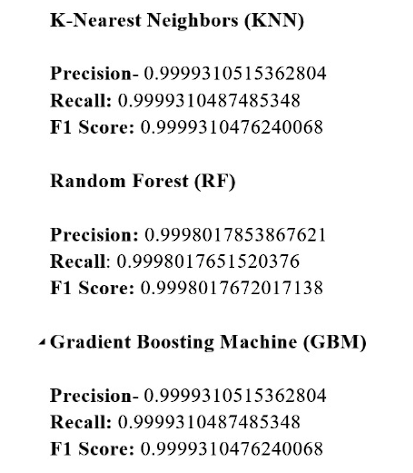 K-Nearest Neighbors (KNN)
Precision- 0.9999310515362804
Recall: 0.9999310487485348
F1 Score: 0.9999310476240068
Random Forest (RF)
Precision: 0.9998017853867621
Recall: 0.9998017651520376
F1 Score: 0.9998017672017138
Gradient Boosting Machine (GBM)
Precision- 0.9999310515362804
Recall: 0.9999310487485348
F1 Score: 0.9999310476240068